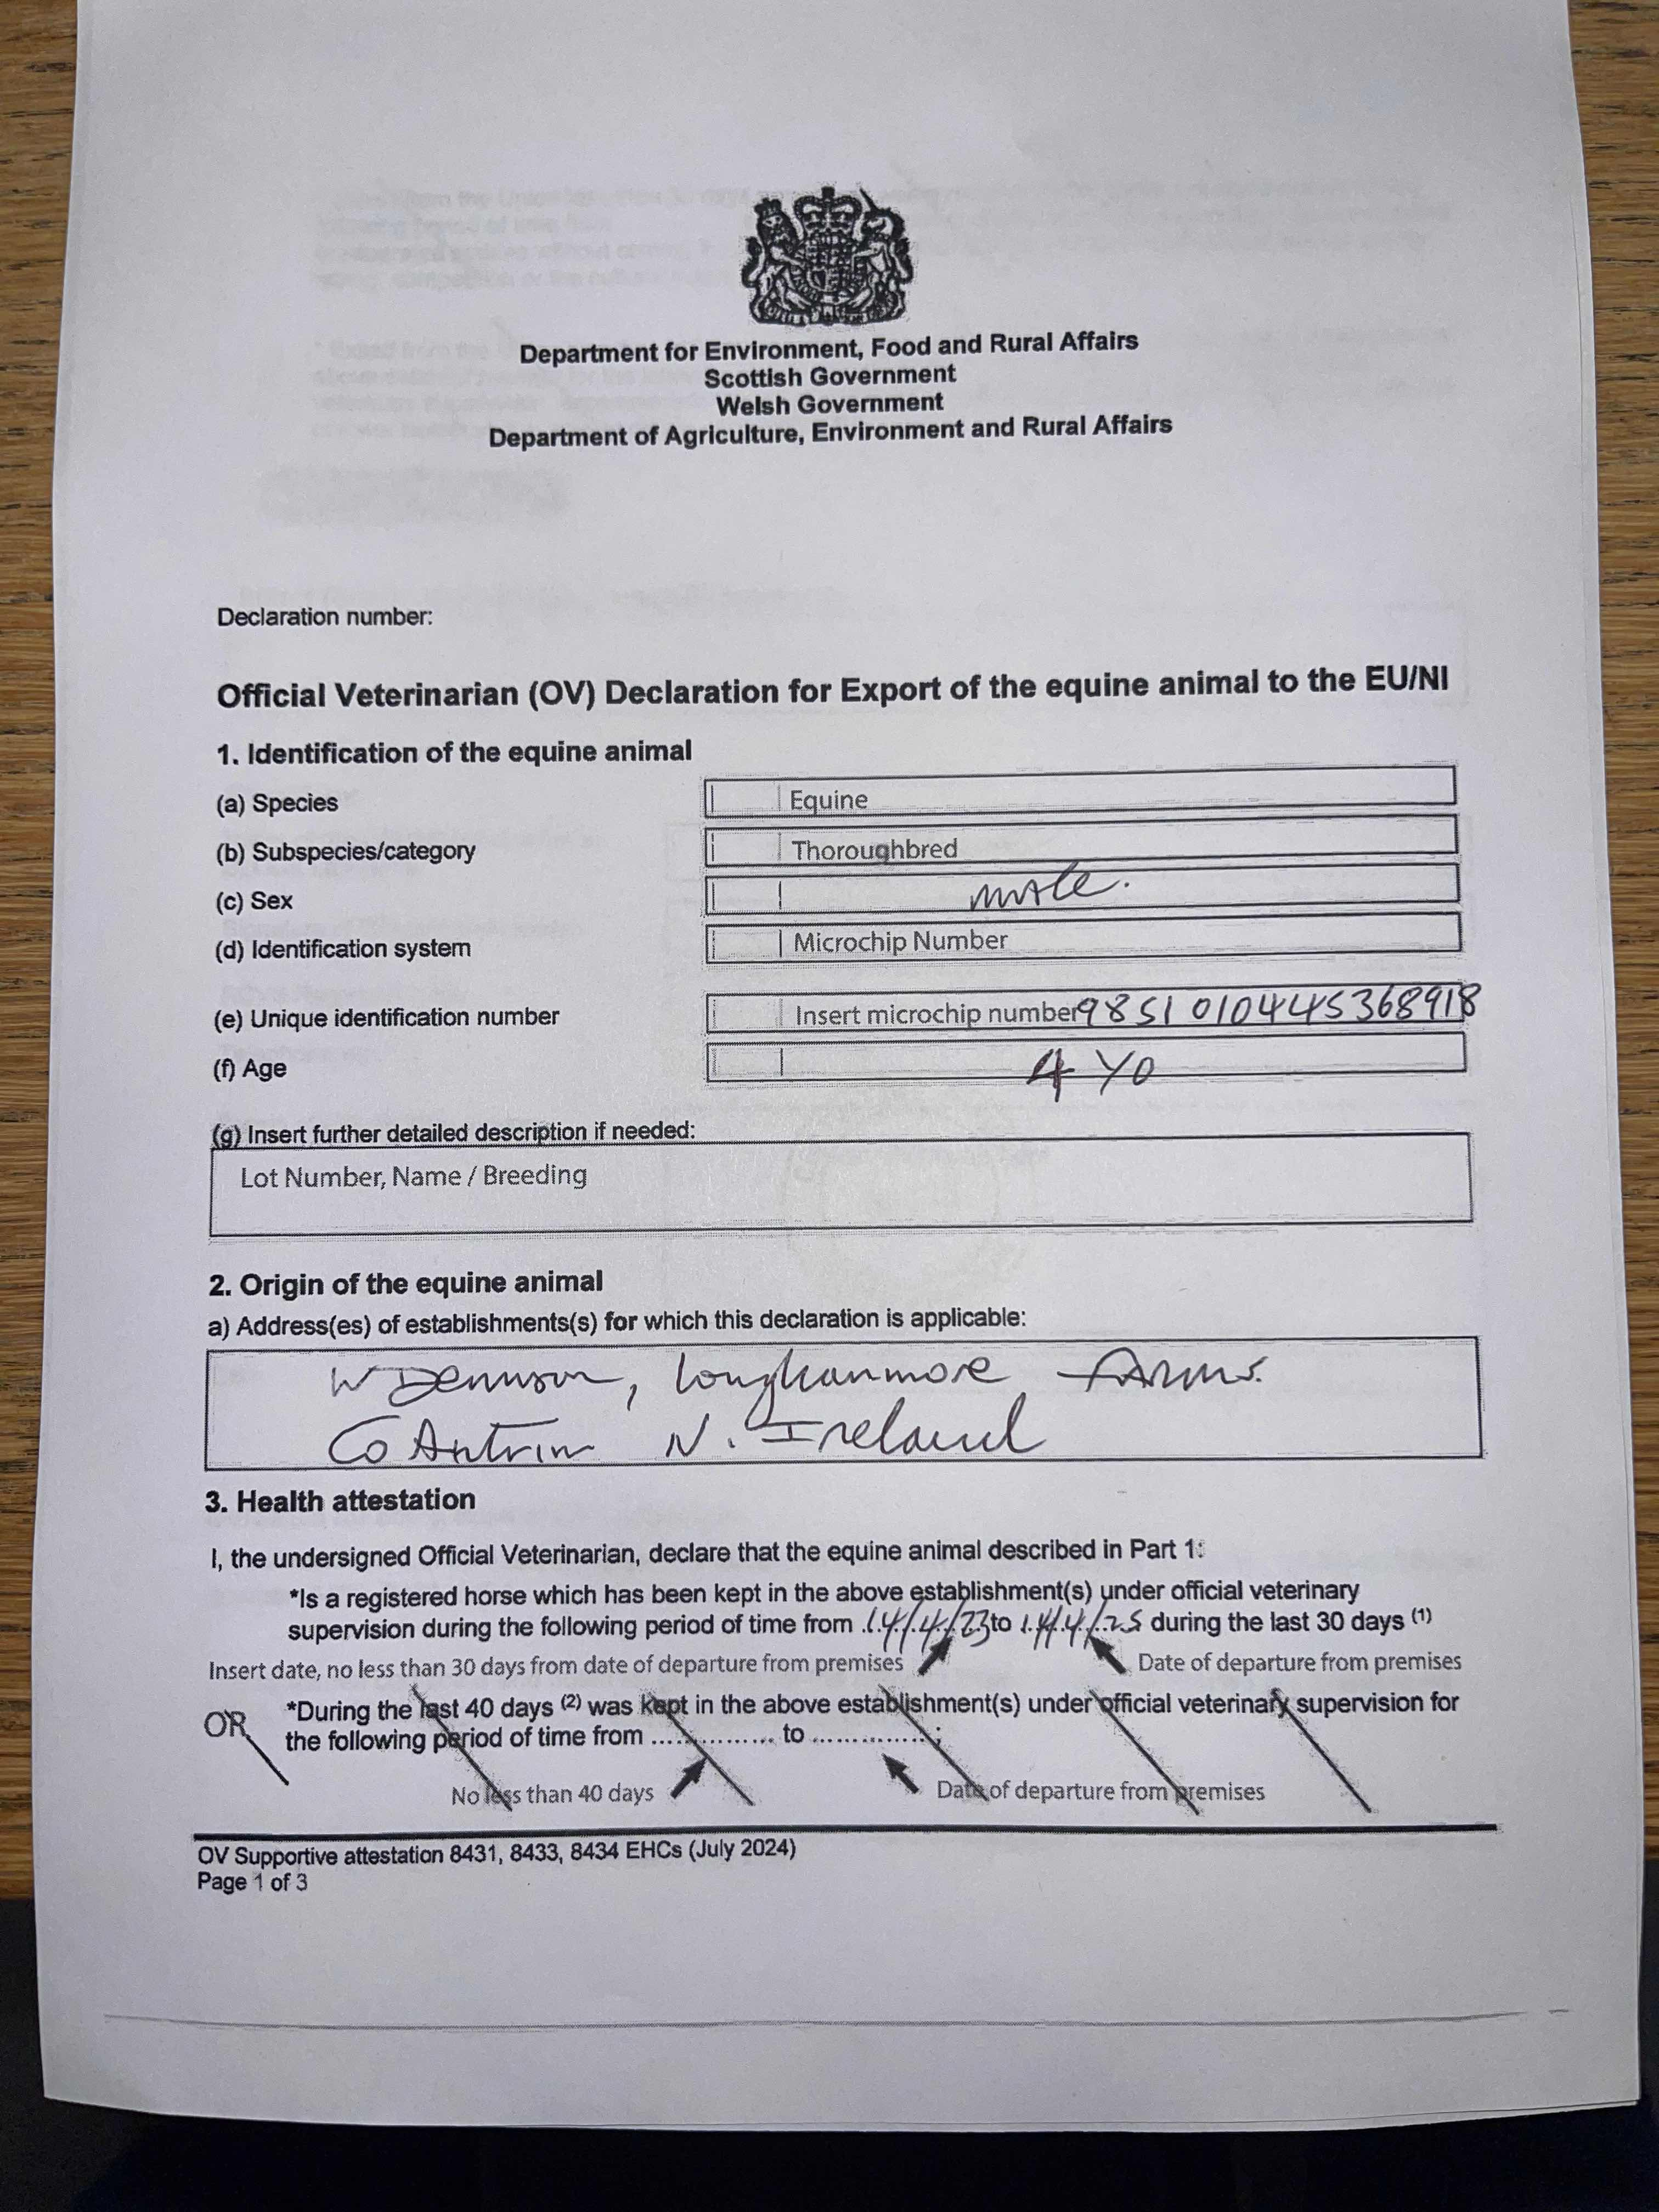 Department for Environment, Food and Rural Affairs
Scottish Government
Welsh Government
Department of Agriculture, Environment and Rural Affairs
Declaration number:
Official Veterinarian (OV) Declaration for Export of the equine animal to the EU/NI
1. Identification of the equine animal
(a) Species Equine
(b) Subspecies/category Thoroughbred
(c) Sex male.
(d) Identification system Microchip Number
(e) Unique identification number Insert microchip number 9851010445368918
(f) Age 4 YO
(g) Insert further detailed description if needed:
Lot Number, Name / Breeding
2. Origin of the equine animal
a) Address(es) of establishments(s) for which this declaration is applicable:
W Dennison, Loughanmore Farms.
Co Antrim N. Ireland
3. Health attestation
I, the undersigned Official Veterinarian, declare that the equine animal described in Part 1:
*Is a registered horse which has been kept in the above establishment(s) under official veterinary
supervision during the following period of time from 14/4/23 to 14/4/25 during the last 30 days (1)
Insert date, no less than 30 days from date of departure from premises Date of departure from premises
OR *During the last 40 days (2) was kept in the above establishment(s) under official veterinary supervision for
the following period of time from ............... to ...............;
No less than 40 days Date of departure from premises
OV Supportive attestation 8431, 8433, 8434 EHCs (July 2024)
Page 1 of 3